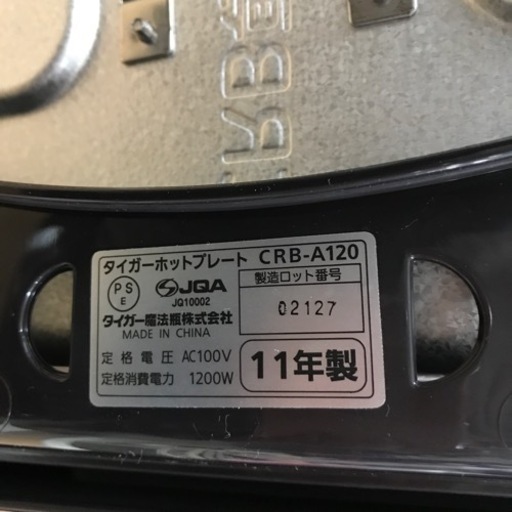 タイガーホットプレート CRB-A120
PS
E
JQA
JQ10002
製造ロット番号
02127
タイガー魔法瓶株式会社
MADE IN CHINA
定格電圧 AC100V
定格消費電力 1200W
11年製